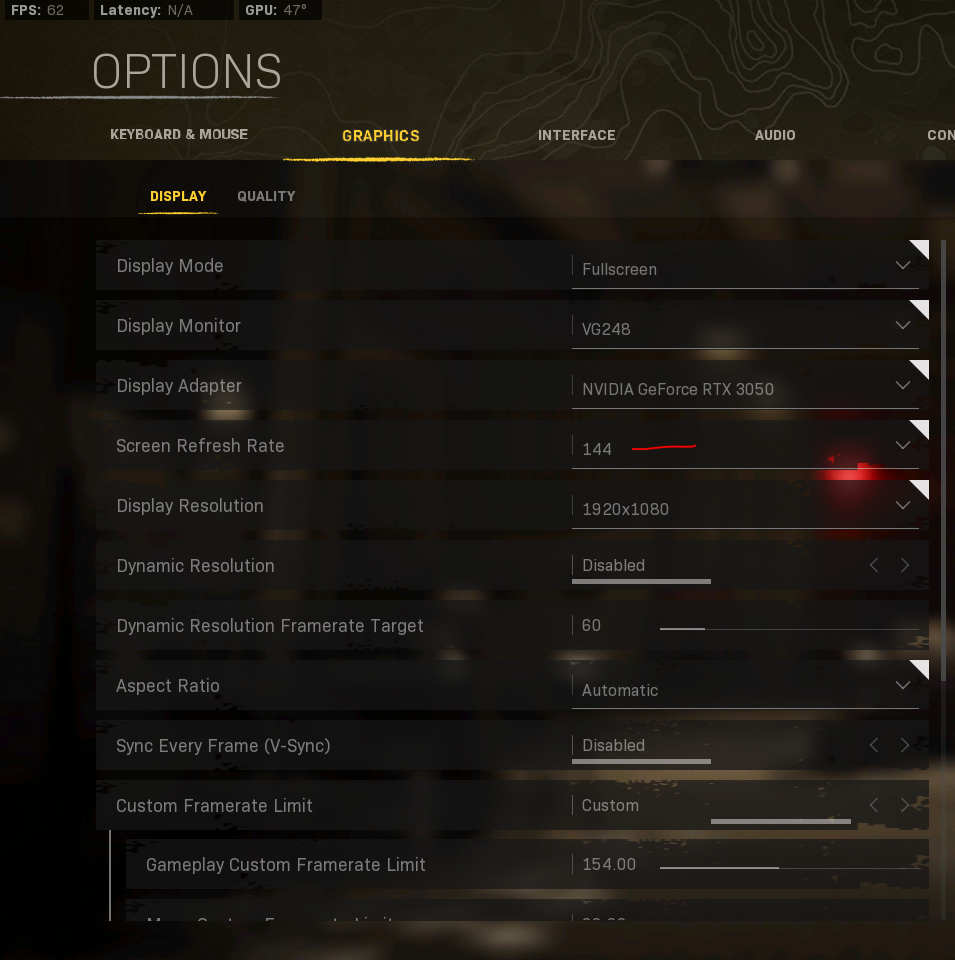 FPS: 62 Latency: N/A GPU: 47°
OPTIONS
KEYBOARD & MOUSE GRAPHICS INTERFACE AUDIO CON
DISPLAY QUALITY
Display Mode Fullscreen
Display Monitor VG248
Display Adapter NVIDIA GeForce RTX 3050
Screen Refresh Rate 144
Display Resolution 1920x1080
Dynamic Resolution Disabled
Dynamic Resolution Framerate Target 60
Aspect Ratio Automatic
Sync Every Frame (V-Sync) Disabled
Custom Framerate Limit Custom
Gameplay Custom Framerate Limit 154.00